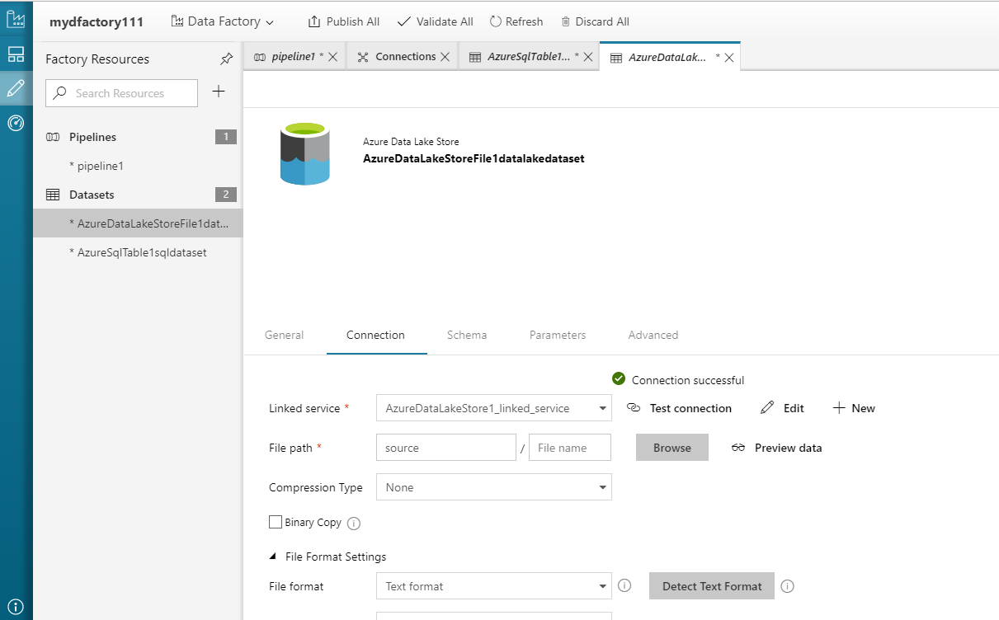 mydfactory111 Data Factory Publish All Validate All Refresh Discard All
Factory Resources
Search Resources
Pipelines 1
* pipeline1
Datasets 2
* AzureDataLakeStoreFile1dat...
* AzureSqlTable1sqldataset
pipeline1 * Connections AzureSqlTable1... * AzureDataLak... *
Azure Data Lake Store
AzureDataLakeStoreFile1datalakedataset
General Connection Schema Parameters Advanced
Connection successful
Linked service * AzureDataLakeStore1_linked_service Test connection Edit New
File path * source / File name Browse Preview data
Compression Type None
Binary Copy
File Format Settings
File format Text format Detect Text Format